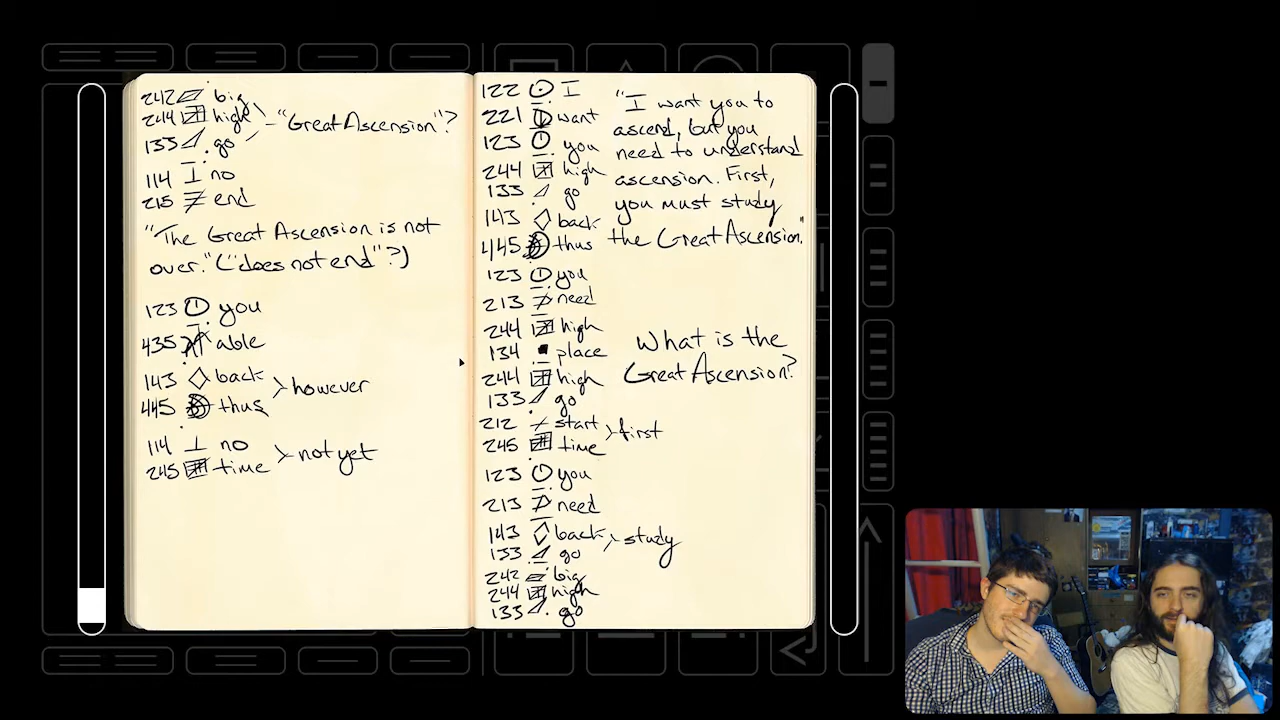 242 big
244 high
133 go
"Great Ascension"?
114 no
215 end
"The Great Ascension is not
over." ("does not end"?)
123 you
435 able
143 back
445 thus
however
114 no
245 time
not yet
122 I
221 want
123 you
244 high
133 go
143 back
445 thus
123 you
213 need
244 high
134 place
244 high
133 go
212 start
245 time
first
123 you
213 need
143 back
133 go
study
242 big
244 high
133 go
"I want you to
ascend, but you
need to understand
ascension. First,
you must study
the Great Ascension."
What is the
Great Ascension?